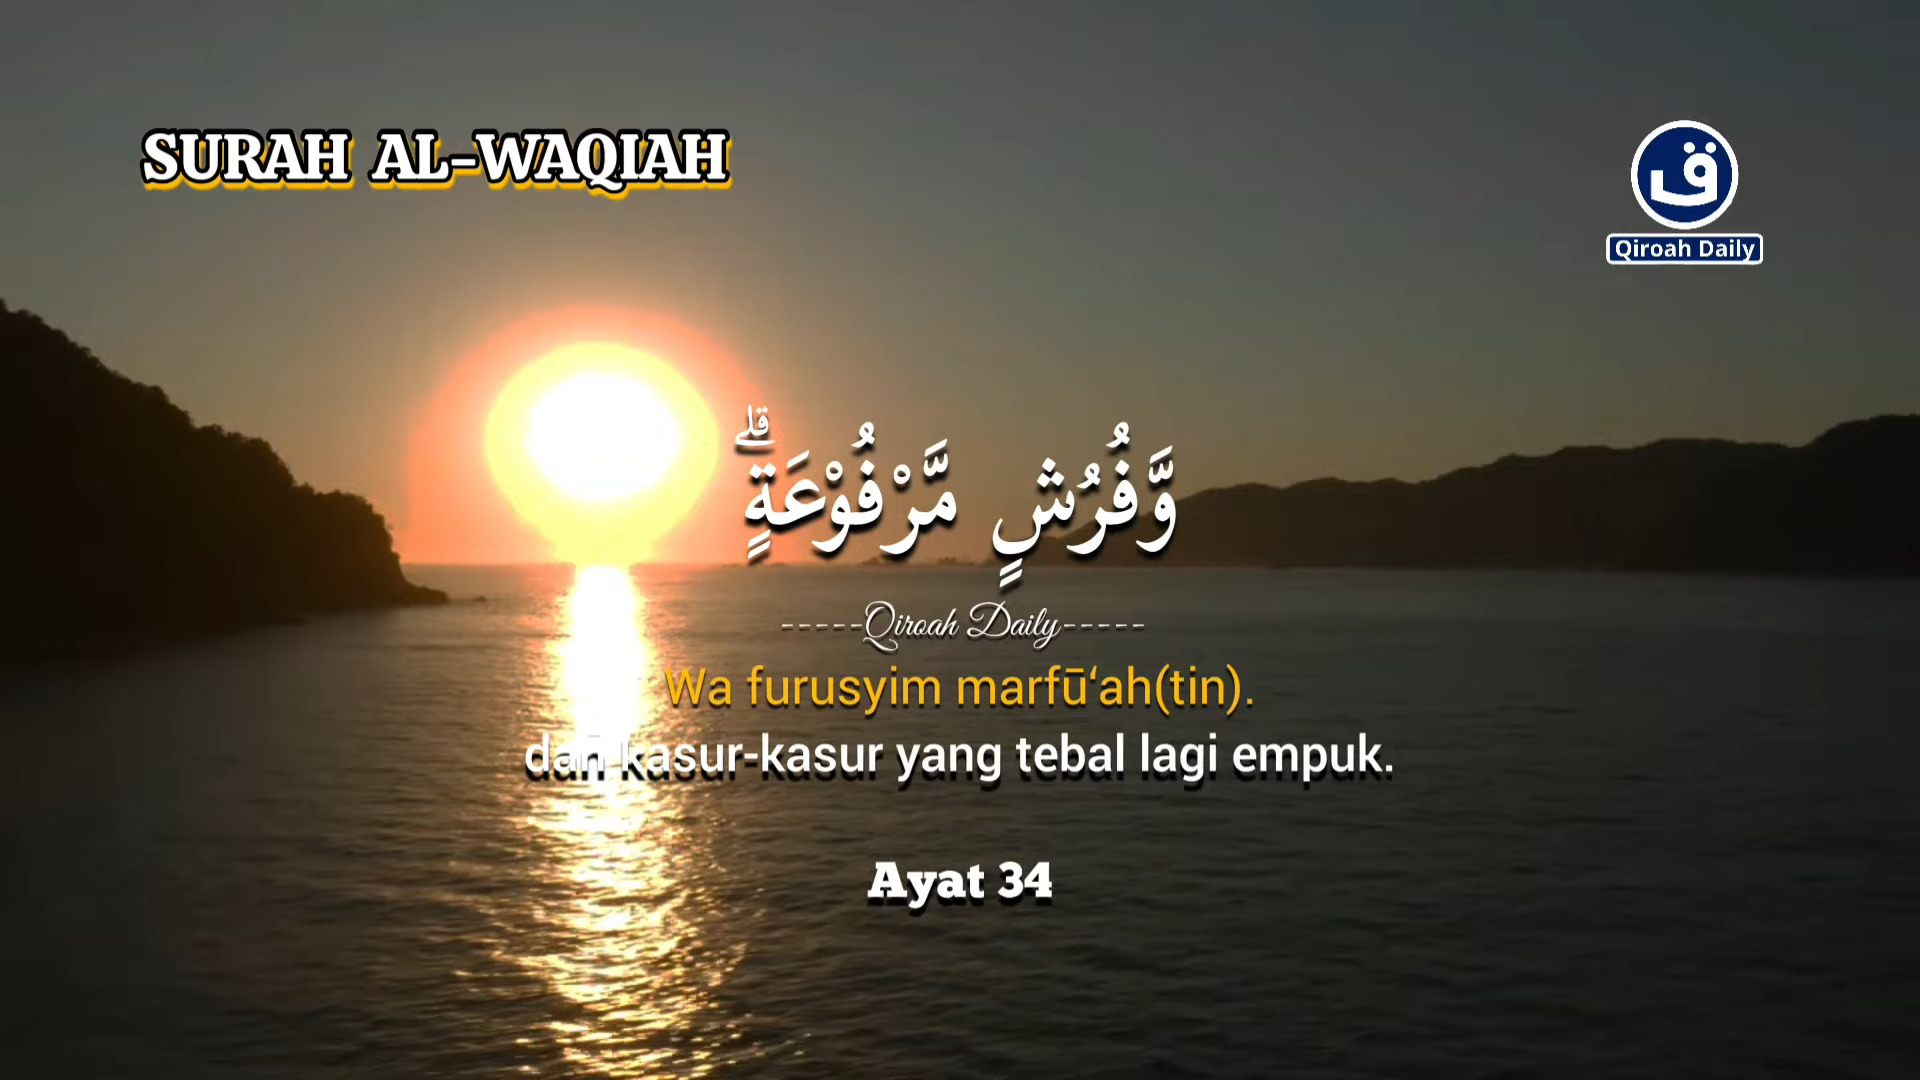 SURAH AL-WAQIAH
ق
Qiroah Daily
وَّفُرُشٍ مَّرْفُوْعَةٍۗ
-----Qiroah Daily-----
Wa furusyim marfū‘ah(tin).
dan kasur-kasur yang tebal lagi empuk.
Ayat 34